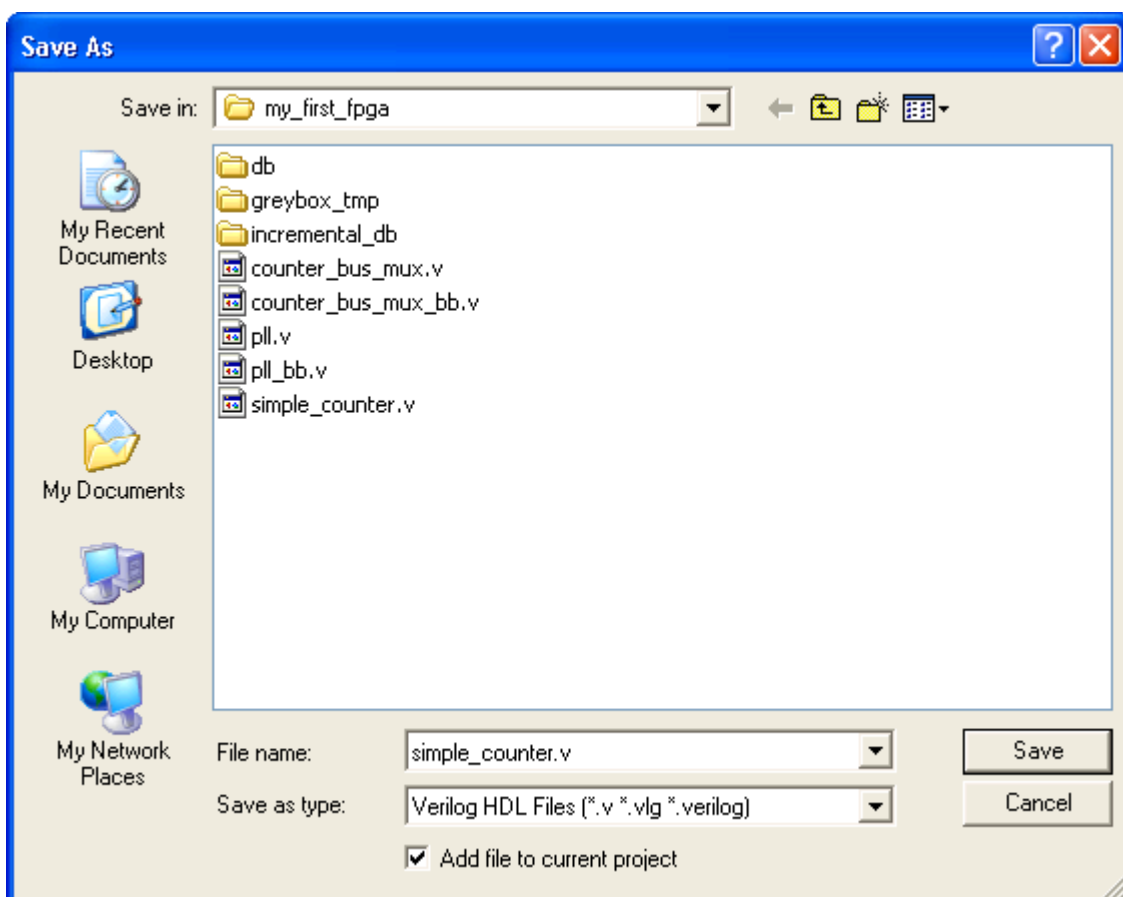 Save As
Save in:
my_first_fpga
db
greybox_tmp
incremental_db
counter_bus_mux.v
counter_bus_mux_bb.v
pll.v
pll_bb.v
simple_counter.v
My Recent
Documents
Desktop
My Documents
My Computer
My Network
Places
File name:
simple_counter.v
Save
Save as type:
Verilog HDL Files (*.v *.vlg *.verilog)
Cancel
Add file to current project